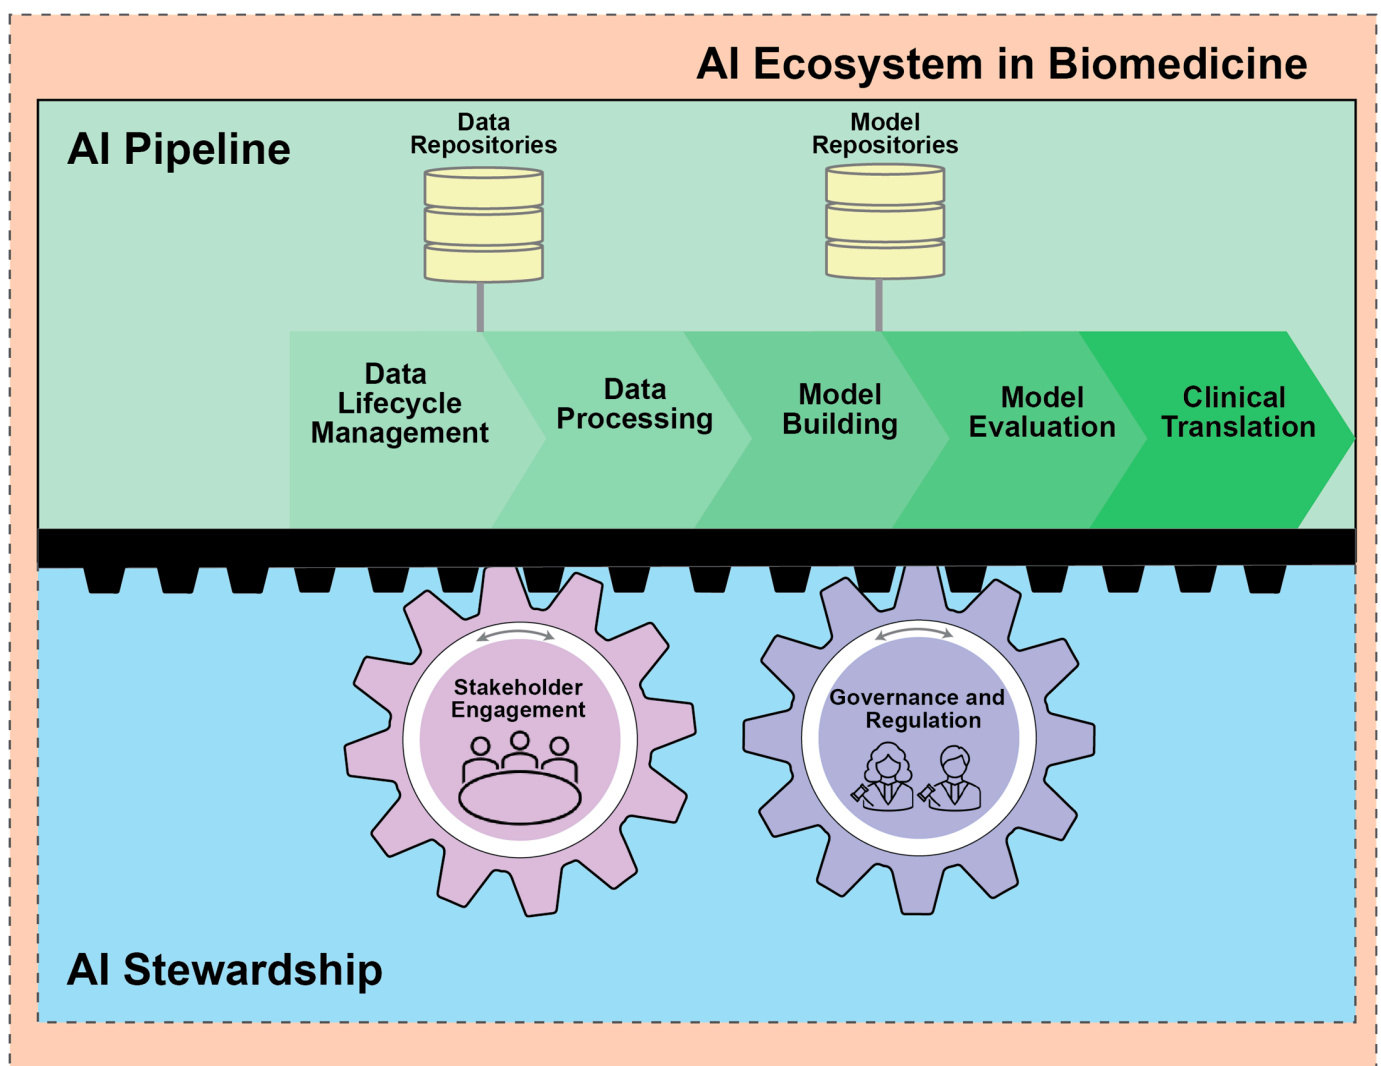 AI Ecosystem in Biomedicine
AI Pipeline
Data
Repositories
Model
Repositories
Data
Lifecycle
Management
Data
Processing
Model
Building
Model
Evaluation
Clinical
Translation
Stakeholder
Engagement
Governance and
Regulation
AI Stewardship